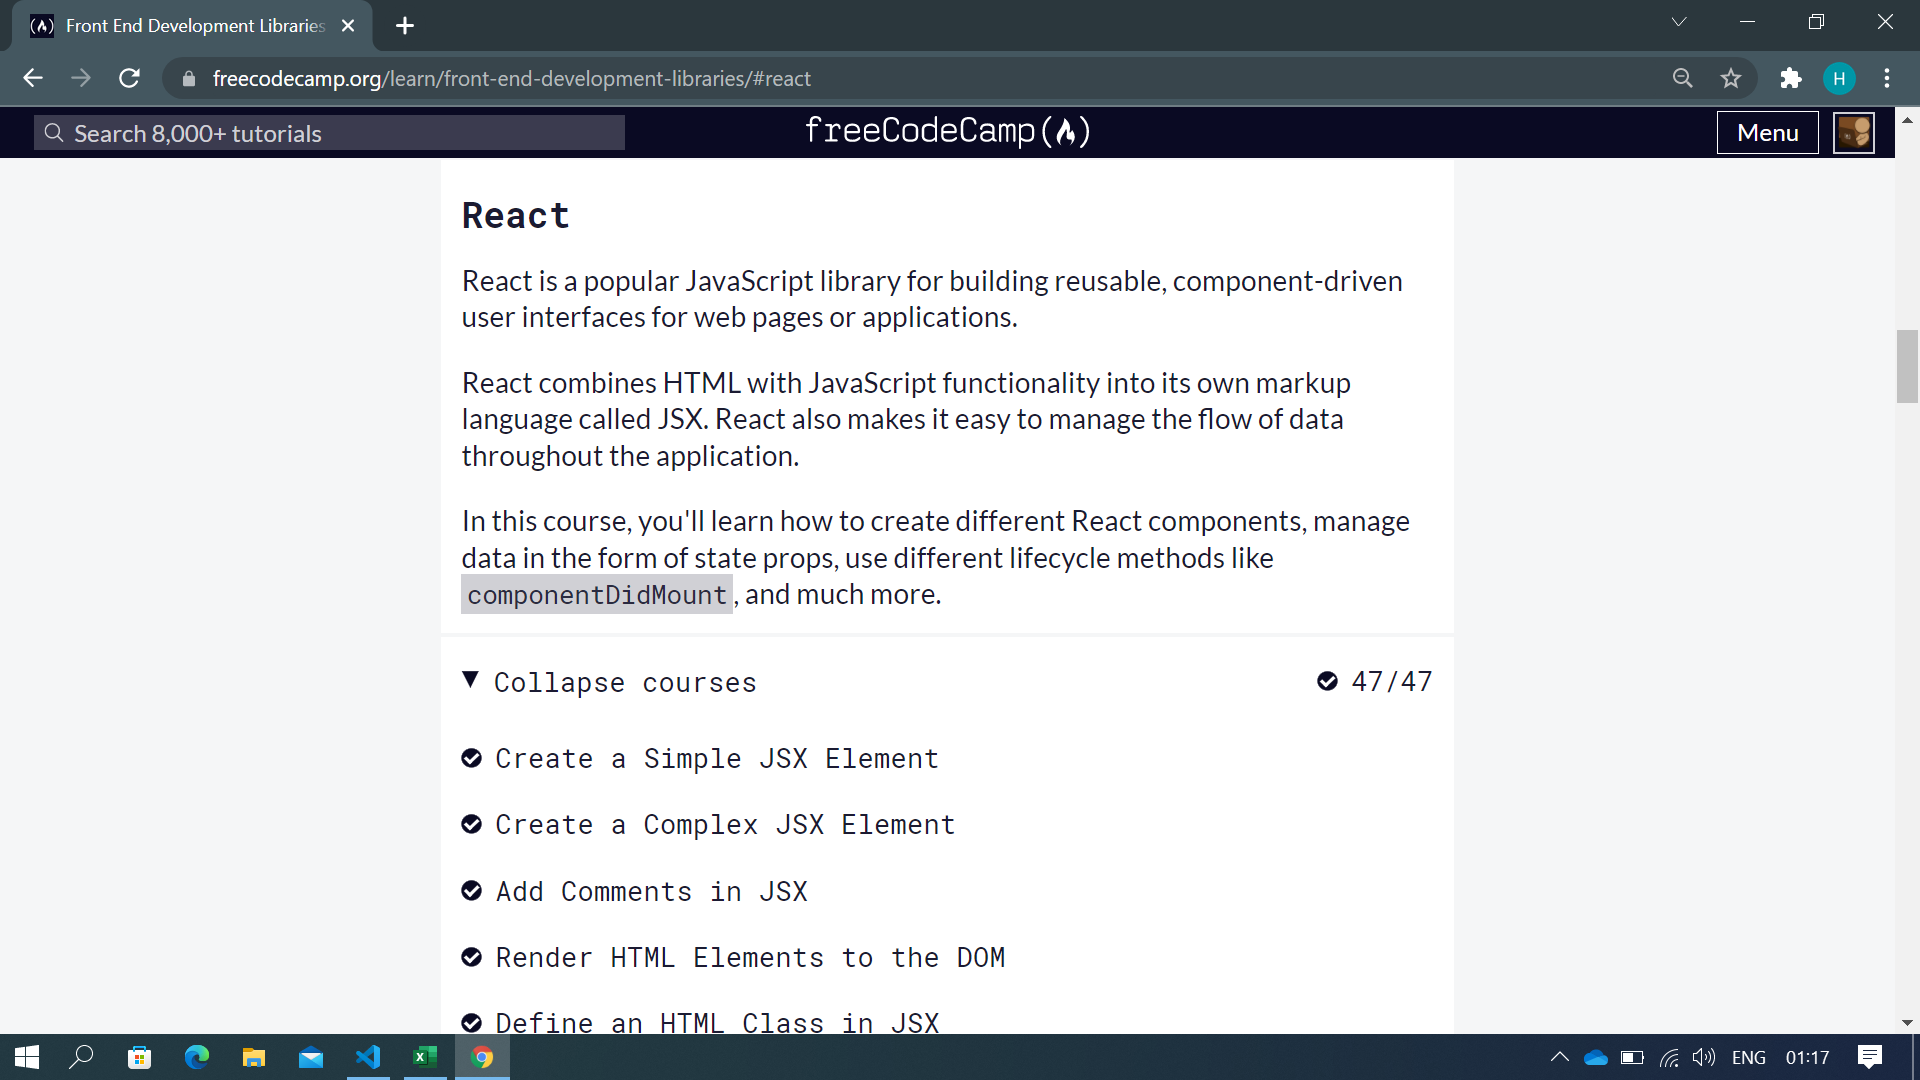 Front End Development Libraries
freecodecamp.org/learn/front-end-development-libraries/#react
H
Search 8,000+ tutorials
freeCodeCamp
Menu
React
React is a popular JavaScript library for building reusable, component-driven
user interfaces for web pages or applications.
React combines HTML with JavaScript functionality into its own markup
language called JSX. React also makes it easy to manage the flow of data
throughout the application.
In this course, you'll learn how to create different React components, manage
data in the form of state props, use different lifecycle methods like
componentDidMount, and much more.
Collapse courses
47/47
Create a Simple JSX Element
Create a Complex JSX Element
Add Comments in JSX
Render HTML Elements to the DOM
Define an HTML Class in JSX
ENG
01:17